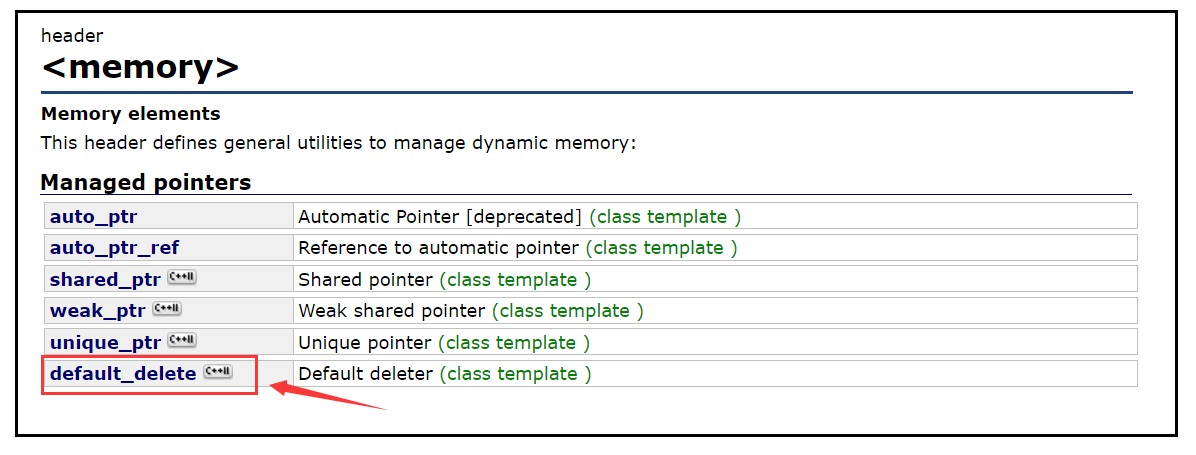 header
<memory>
Memory elements
This header defines general utilities to manage dynamic memory:
Managed pointers
auto_ptr Automatic Pointer [deprecated] (class template )
auto_ptr_ref Reference to automatic pointer (class template )
shared_ptr C++11 Shared pointer (class template )
weak_ptr C++11 Weak shared pointer (class template )
unique_ptr C++11 Unique pointer (class template )
default_delete C++11 Default deleter (class template )